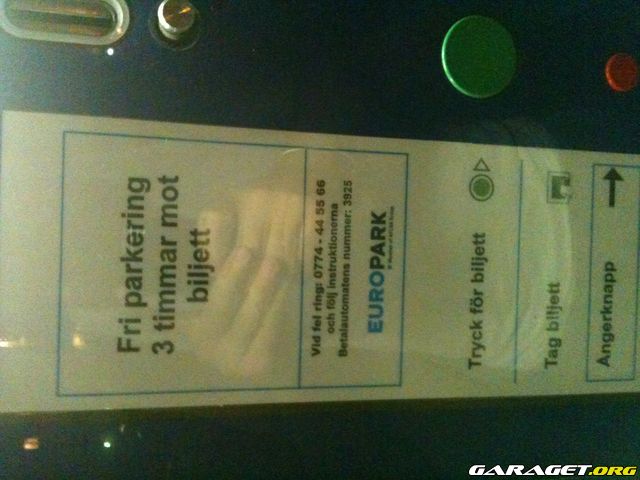 Fri parkering
3 timmar mot
biljett
Vid fel ring: 0774 - 44 55 66
och följ instruktionerna
Betalautomatens nummer: 3925
EUROPARK
Tryck för biljett
Tag biljett
Ångerknapp
GARAGET.ORG